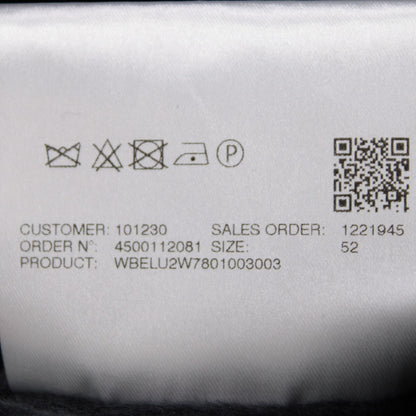 P
CUSTOMER: 101230 SALES ORDER: 1221945
ORDER N°: 4500112081 SIZE: 52
PRODUCT: WBELU2W7801003003